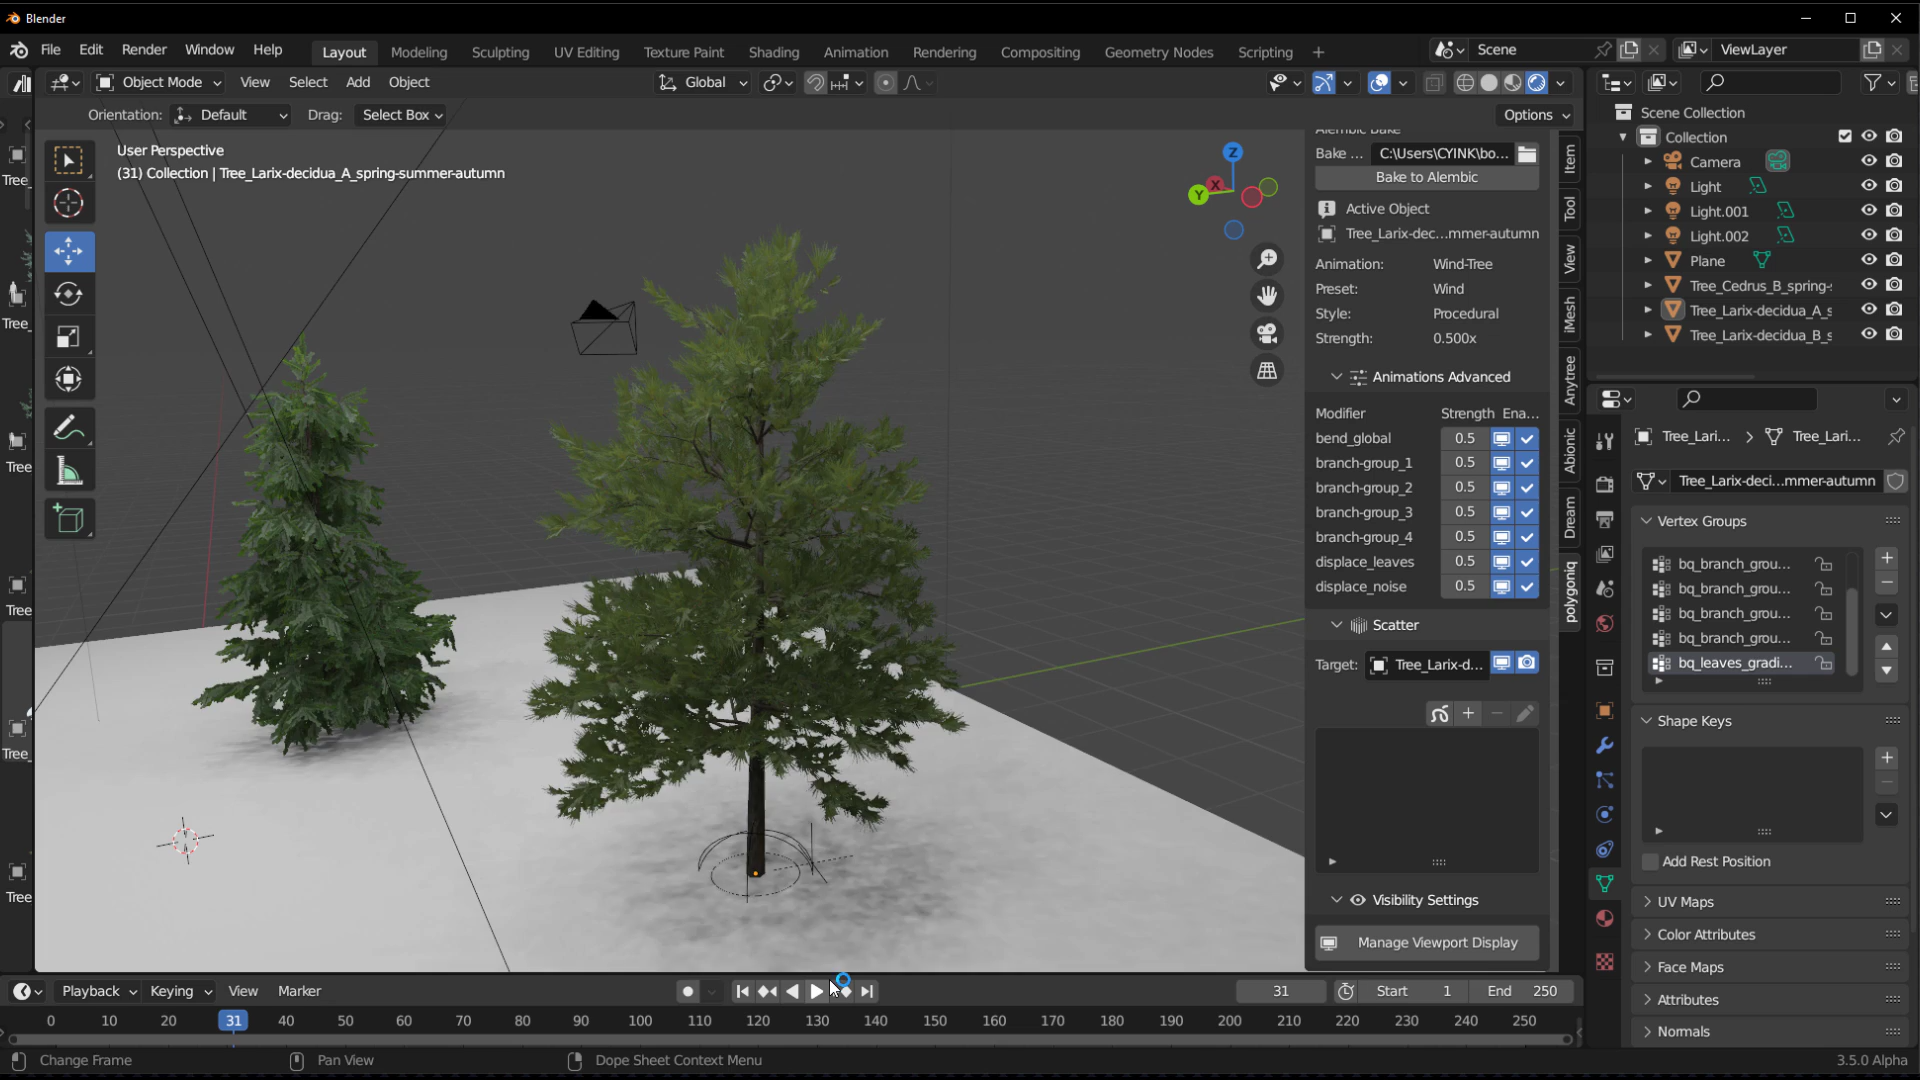 Blender
File Edit Render Window Help Layout Modeling Sculpting UV Editing Texture Paint Shading Animation Rendering Compositing Geometry Nodes Scripting + Scene ViewLayer
Object Mode View Select Add Object Global
Orientation: Default Drag: Select Box Options
User Perspective
(31) Collection | Tree_Larix-decidua_A_spring-summer-autumn
Tree_
Tree_
Tree
Tree
Tree
Tree
X
Y
Z
Alembic Bake
Bake ... C:\Users\CYINK\bo...
Bake to Alembic
Active Object
Tree_Larix-dec...mmer-autumn
Animation: Wind-Tree
Preset: Wind
Style: Procedural
Strength: 0.500x
Animations Advanced
Modifier Strength Ena...
bend_global 0.5
branch-group_1 0.5
branch-group_2 0.5
branch-group_3 0.5
branch-group_4 0.5
displace_leaves 0.5
displace_noise 0.5
Scatter
Target: Tree_Larix-d...
Visibility Settings
Manage Viewport Display
Item
Tool
View
iMesh
Anytree
Abionic
Dream
polygoniq
Scene Collection
Collection
Camera
Light
Light.001
Light.002
Plane
Tree_Cedrus_B_spring-
Tree_Larix-decidua_A_s
Tree_Larix-decidua_B_s
Tree_Lari... > Tree_Lari...
Tree_Larix-deci...mmer-autumn
Vertex Groups
bq_branch_grou...
bq_branch_grou...
bq_branch_grou...
bq_branch_grou...
bq_leaves_gradi...
Shape Keys
Add Rest Position
UV Maps
Color Attributes
Face Maps
Attributes
Normals
Playback Keying View Marker 31 Start 1 End 250
0 10 20 31 40 50 60 70 80 90 100 110 120 130 140 150 160 170 180 190 200 210 220 230 240 250
Change Frame Pan View Dope Sheet Context Menu 3.5.0 Alpha